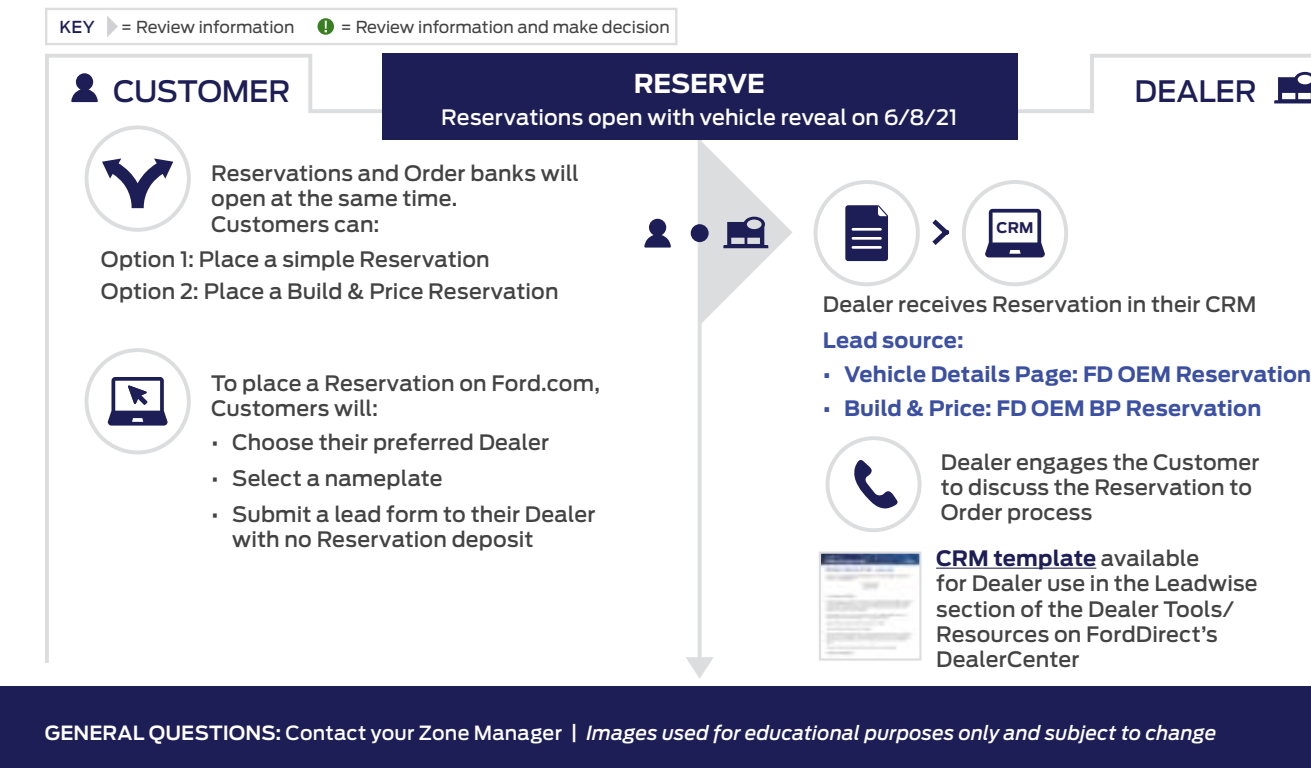 KEY = Review information ! = Review information and make decision
CUSTOMER
RESERVE
Reservations open with vehicle reveal on 6/8/21
DEALER
Reservations and Order banks will
open at the same time.
Customers can:
Option 1: Place a simple Reservation
Option 2: Place a Build & Price Reservation
To place a Reservation on Ford.com,
Customers will:
· Choose their preferred Dealer
· Select a nameplate
· Submit a lead form to their Dealer
with no Reservation deposit
CRM
Dealer receives Reservation in their CRM
Lead source:
· Vehicle Details Page: FD OEM Reservation
· Build & Price: FD OEM BP Reservation
Dealer engages the Customer
to discuss the Reservation to
Order process
CRM template available
for Dealer use in the Leadwise
section of the Dealer Tools/
Resources on FordDirect's
DealerCenter
GENERAL QUESTIONS: Contact your Zone Manager | Images used for educational purposes only and subject to change